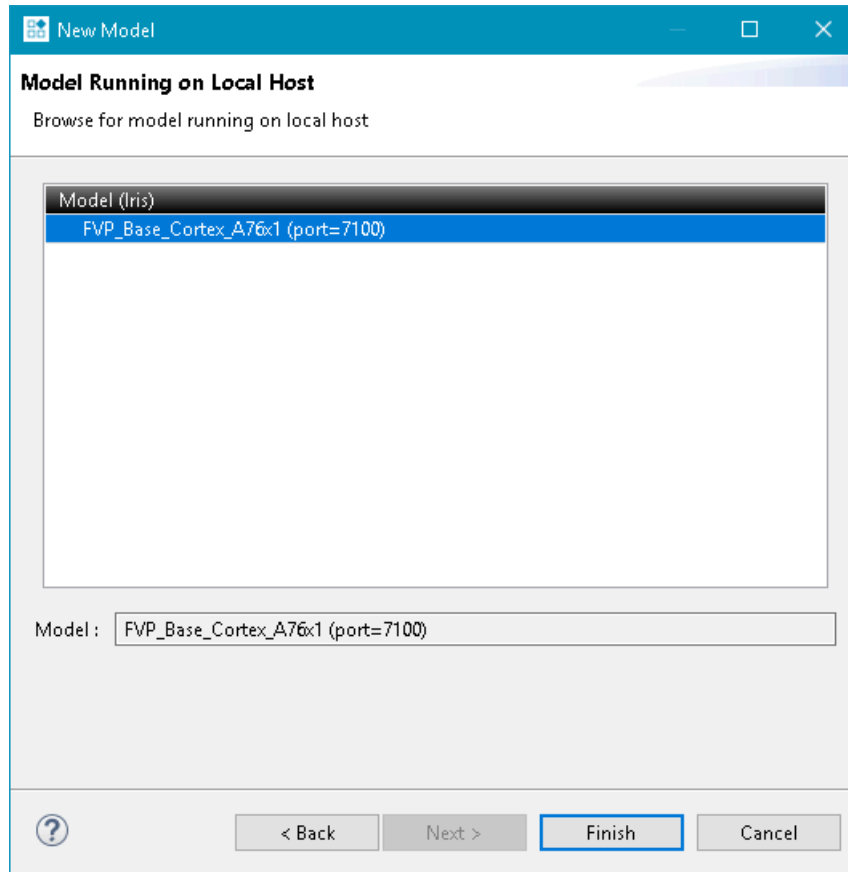 New Model
Model Running on Local Host
Browse for model running on local host
Model (Iris)
FVP_Base_Cortex_A76x1 (port=7100)
Model : FVP_Base_Cortex_A76x1 (port=7100)
? < Back Next > Finish Cancel